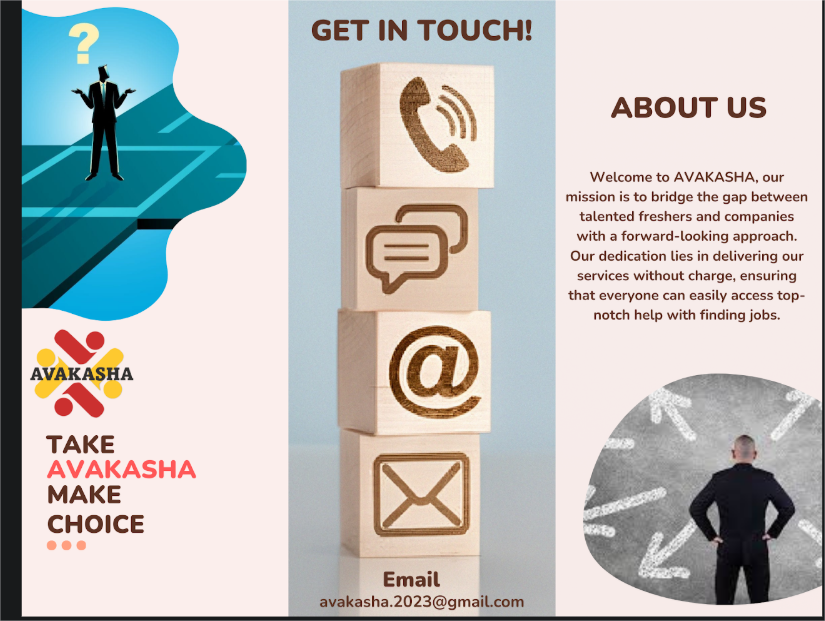 ?
AVAKASHA
TAKE
AVAKASHA
MAKE
CHOICE
GET IN TOUCH!
@
Email
avakasha.2023@gmail.com
ABOUT US
Welcome to AVAKASHA, our
mission is to bridge the gap between
talented freshers and companies
with a forward-looking approach.
Our dedication lies in delivering our
services without charge, ensuring
that everyone can easily access top-
notch help with finding jobs.